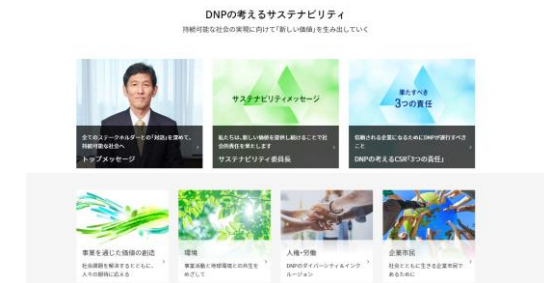 DNPの考えるサステナビリティ
持続可能な社会の実現に向けて「新しい価値」を生み出していく
サステナビリティメッセージ
果たすべき
3つの責任
全てのステークホルダーとの「対話」を深めて、
持続可能な社会へ
トップメッセージ
私たちは、新しい価値を提供し続けることで社
会的責任を果たします
サステナビリティ委員長
信頼される企業になるためにDNPが遂行すべき
こと
DNPの考えるCSR「3つの責任」
事業を通じた価値の創造
社会課題を解決するとともに、
人々の期待に応える
環境
事業活動と地球環境との共生を
めざして
人権・労働
DNPのダイバーシティ＆インク
ルージョン
企業市民
社会とともに生きる企業市民で
あるために